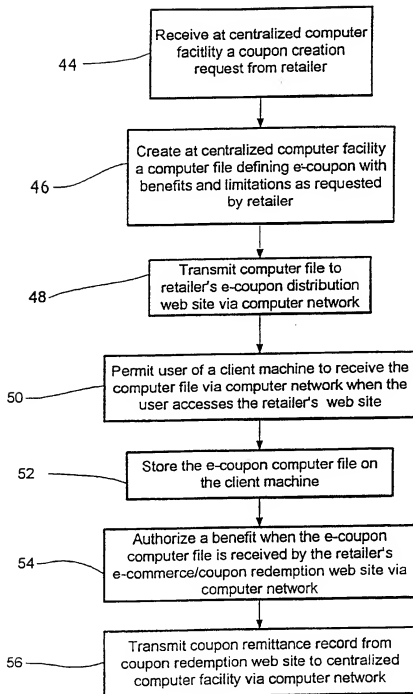 44
Receive at centralized computer
facitlity a coupon creation
request from retailer
46
Create at centralized computer facility
a computer file defining e-coupon with
benefits and limitations as requested
by retailer
48
Transmit computer file to
retailer's e-coupon distribution
web site via computer network
50
Permit user of a client machine to receive the
computer file via computer network when the
user accesses the retailer's web site
52
Store the e-coupon computer file on
the client machine
54
Authorize a benefit when the e-coupon
computer file is received by the retailer's
e-commerce/coupon redemption web site via
computer network
56
Transmit coupon remittance record from
coupon redemption web site to centralized
computer facility via computer network